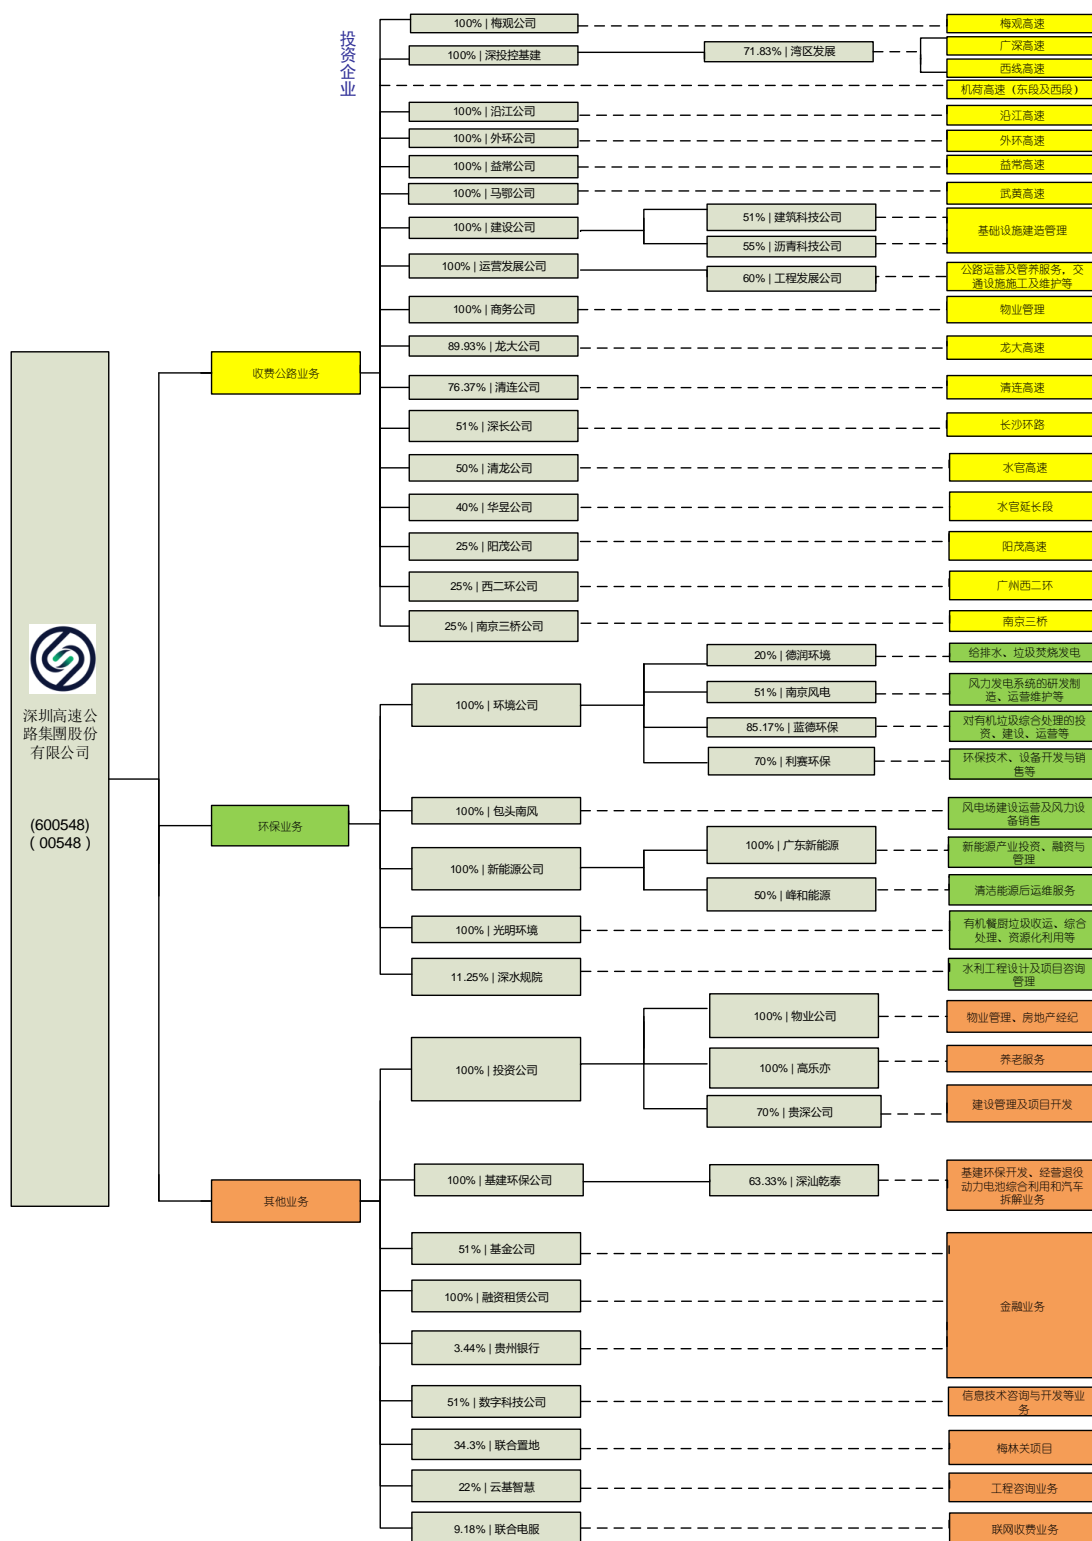 投资企业
深圳高速公
路集團股份
有限公司
(600548)
( 00548 )
收费公路业务
100% | 梅观公司
梅观高速
100% | 深投控基建
71.83% | 湾区发展
广深高速
西线高速
机荷高速（东段及西段）
100% | 沿江公司
沿江高速
100% | 外环公司
外环高速
100% | 益常公司
益常高速
100% | 马鄂公司
武黄高速
100% | 建设公司
51% | 建筑科技公司
55% | 沥青科技公司
基础设施建造管理
100% | 运营发展公司
60% | 工程发展公司
公路运营及管养服务，交
通设施施工及维护等
100% | 商务公司
物业管理
89.93% | 龙大公司
龙大高速
76.37% | 清连公司
清连高速
51% | 深长公司
长沙环路
50% | 清龙公司
水官高速
40% | 华昱公司
水官延长段
25% | 阳茂公司
阳茂高速
25% | 西二环公司
广州西二环
25% | 南京三桥公司
南京三桥
环保业务
100% | 环境公司
20% | 德润环境
给排水、垃圾焚烧发电
51% | 南京风电
风力发电系统的研发制
造、运营维护等
85.17% | 蓝德环保
对有机垃圾综合处理的投
资、建设、运营等
70% | 利赛环保
环保技术、设备开发与销
售等
100% | 包头南风
风电场建设运营及风力设
备销售
100% | 新能源公司
100% | 广东新能源
新能源产业投资、融资与
管理
50% | 峰和能源
清洁能源后运维服务
100% | 光明环境
有机餐厨垃圾收运、综合
处理、资源化利用等
11.25% | 深水规院
水利工程设计及项目咨询
管理
其他业务
100% | 投资公司
100% | 物业公司
物业管理、房地产经纪
100% | 高乐亦
养老服务
70% | 贵深公司
建设管理及项目开发
100% | 基建环保公司
63.33% | 深汕乾泰
基建环保开发、经营退役
动力电池综合利用和汽车
拆解业务
51% | 基金公司
100% | 融资租赁公司
3.44% | 贵州银行
金融业务
51% | 数字科技公司
信息技术咨询与开发等业
务
34.3% | 联合置地
梅林关项目
22% | 云基智慧
工程咨询业务
9.18% | 联合电服
联网收费业务